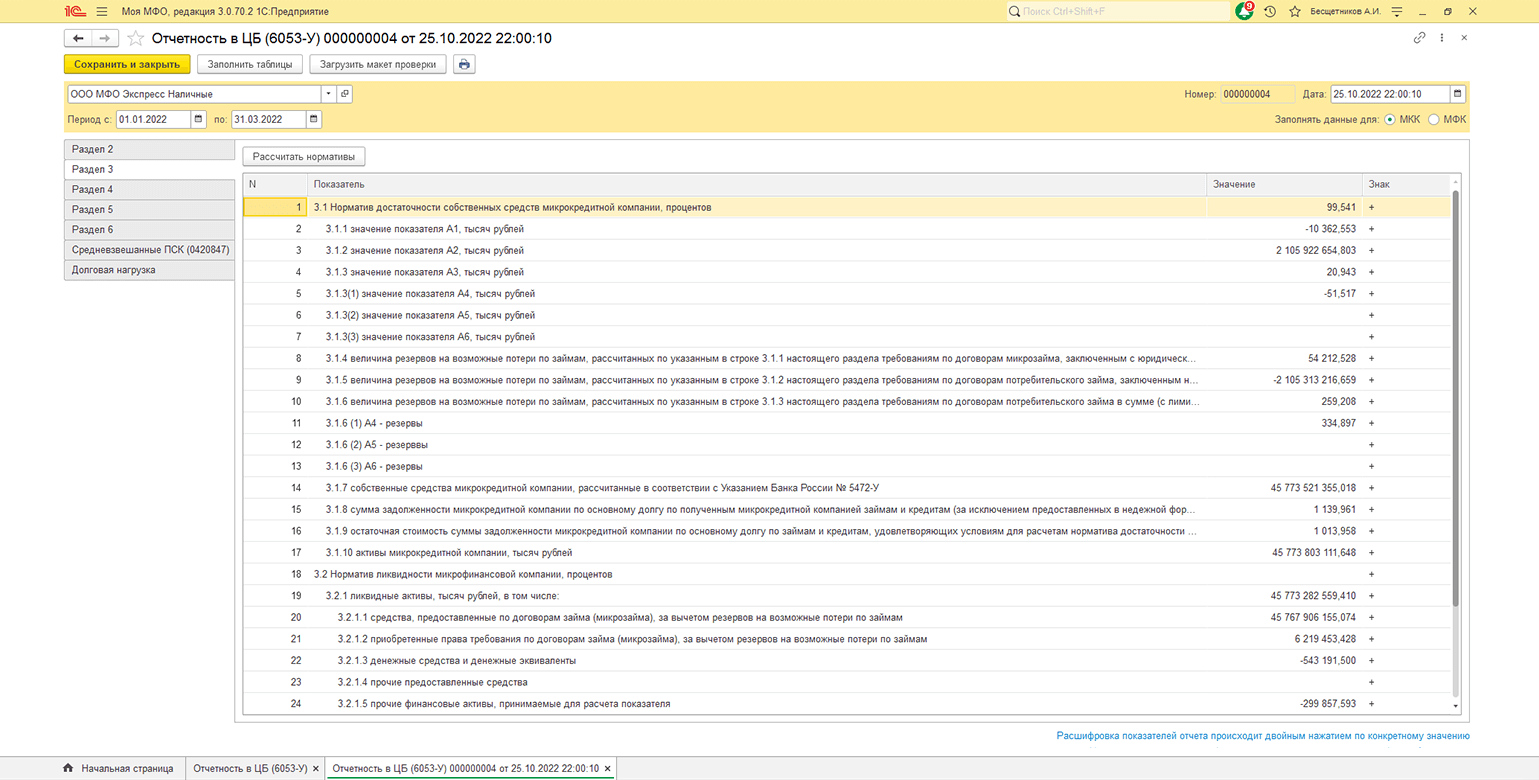 Моя МФО, редакция 3.0.70.2 1С:Предприятие
Поиск Ctrl+Shift+F
9
Бесщетников А.И.
Отчетность в ЦБ (6053-У) 000000004 от 25.10.2022 22:00:10
Сохранить и закрыть
Заполнить таблицы
Загрузить макет проверки
ООО МФО Экспресс Наличные
Номер: 000000004 Дата: 25.10.2022 22:00:10
Период с: 01.01.2022 по: 31.03.2022
Заполнять данные для: МКК МФК
Раздел 2
Раздел 3
Раздел 4
Раздел 5
Раздел 6
Средневзвешанные ПСК (0420847)
Долговая нагрузка
Рассчитать нормативы
N Показатель Значение Знак
1 3.1 Норматив достаточности собственных средств микрокредитной компании, процентов 99,541 +
2 3.1.1 значение показателя А1, тысяч рублей -10 362,553 +
3 3.1.2 значение показателя А2, тысяч рублей 2 105 922 654,803 +
4 3.1.3 значение показателя А3, тысяч рублей 20,943 +
5 3.1.3(1) значение показателя А4, тысяч рублей -51,517 +
6 3.1.3(2) значение показателя А5, тысяч рублей +
7 3.1.3(3) значение показателя А6, тысяч рублей +
8 3.1.4 величина резервов на возможные потери по займам, рассчитанных по указанным в строке 3.1.1 настоящего раздела требованиям по договорам микрозайма, заключенным с юридическ... 54 212,528 +
9 3.1.5 величина резервов на возможные потери по займам, рассчитанных по указанным в строке 3.1.2 настоящего раздела требованиям по договорам потребительского займа, заключенным н... -2 105 313 216,659 +
10 3.1.6 величина резервов на возможные потери по займам, рассчитанных по указанным в строке 3.1.3 настоящего раздела требованиям по договорам потребительского займа в сумме (с лими... 259,208 +
11 3.1.6 (1) А4 - резервы 334,897 +
12 3.1.6 (2) А5 - резерввы +
13 3.1.6 (3) А6 - резервы +
14 3.1.7 собственные средства микрокредитной компании, рассчитанные в соответствии с Указанием Банка России № 5472-У 45 773 521 355,018 +
15 3.1.8 сумма задолженности микрокредитной компании по основному долгу по полученным микрокредитной компанией займам и кредитам (за исключением предоставленных в надежной фор... 1 139,961 +
16 3.1.9 остаточная стоимость суммы задолженности микрокредитной компании по основному долгу по займам и кредитам, удовлетворяющих условиям для расчетам норматива достаточности ... 1 013,958 +
17 3.1.10 активы микрокредитной компании, тысяч рублей 45 773 803 111,648 +
18 3.2 Норматив ликвидности микрофинансовой компании, процентов +
19 3.2.1 ликвидные активы, тысяч рублей, в том числе: 45 773 282 559,410 +
20 3.2.1.1 средства, предоставленные по договорам займа (микрозайма), за вычетом резервов на возможные потери по займам 45 767 906 155,074 +
21 3.2.1.2 приобретенные права требования по договорам займа (микрозайма), за вычетом резервов на возможные потери по займам 6 219 453,428 +
22 3.2.1.3 денежные средства и денежные эквиваленты -543 191,500 +
23 3.2.1.4 прочие предоставленные средства +
24 3.2.1.5 прочие финансовые активы, принимаемые для расчета показателя -299 857,593 +
Расшифровка показателей отчета происходит двойным нажатием по конкретному значению
Начальная страница
Отчетность в ЦБ (6053-У)
Отчетность в ЦБ (6053-У) 000000004 от 25.10.2022 22:00:10